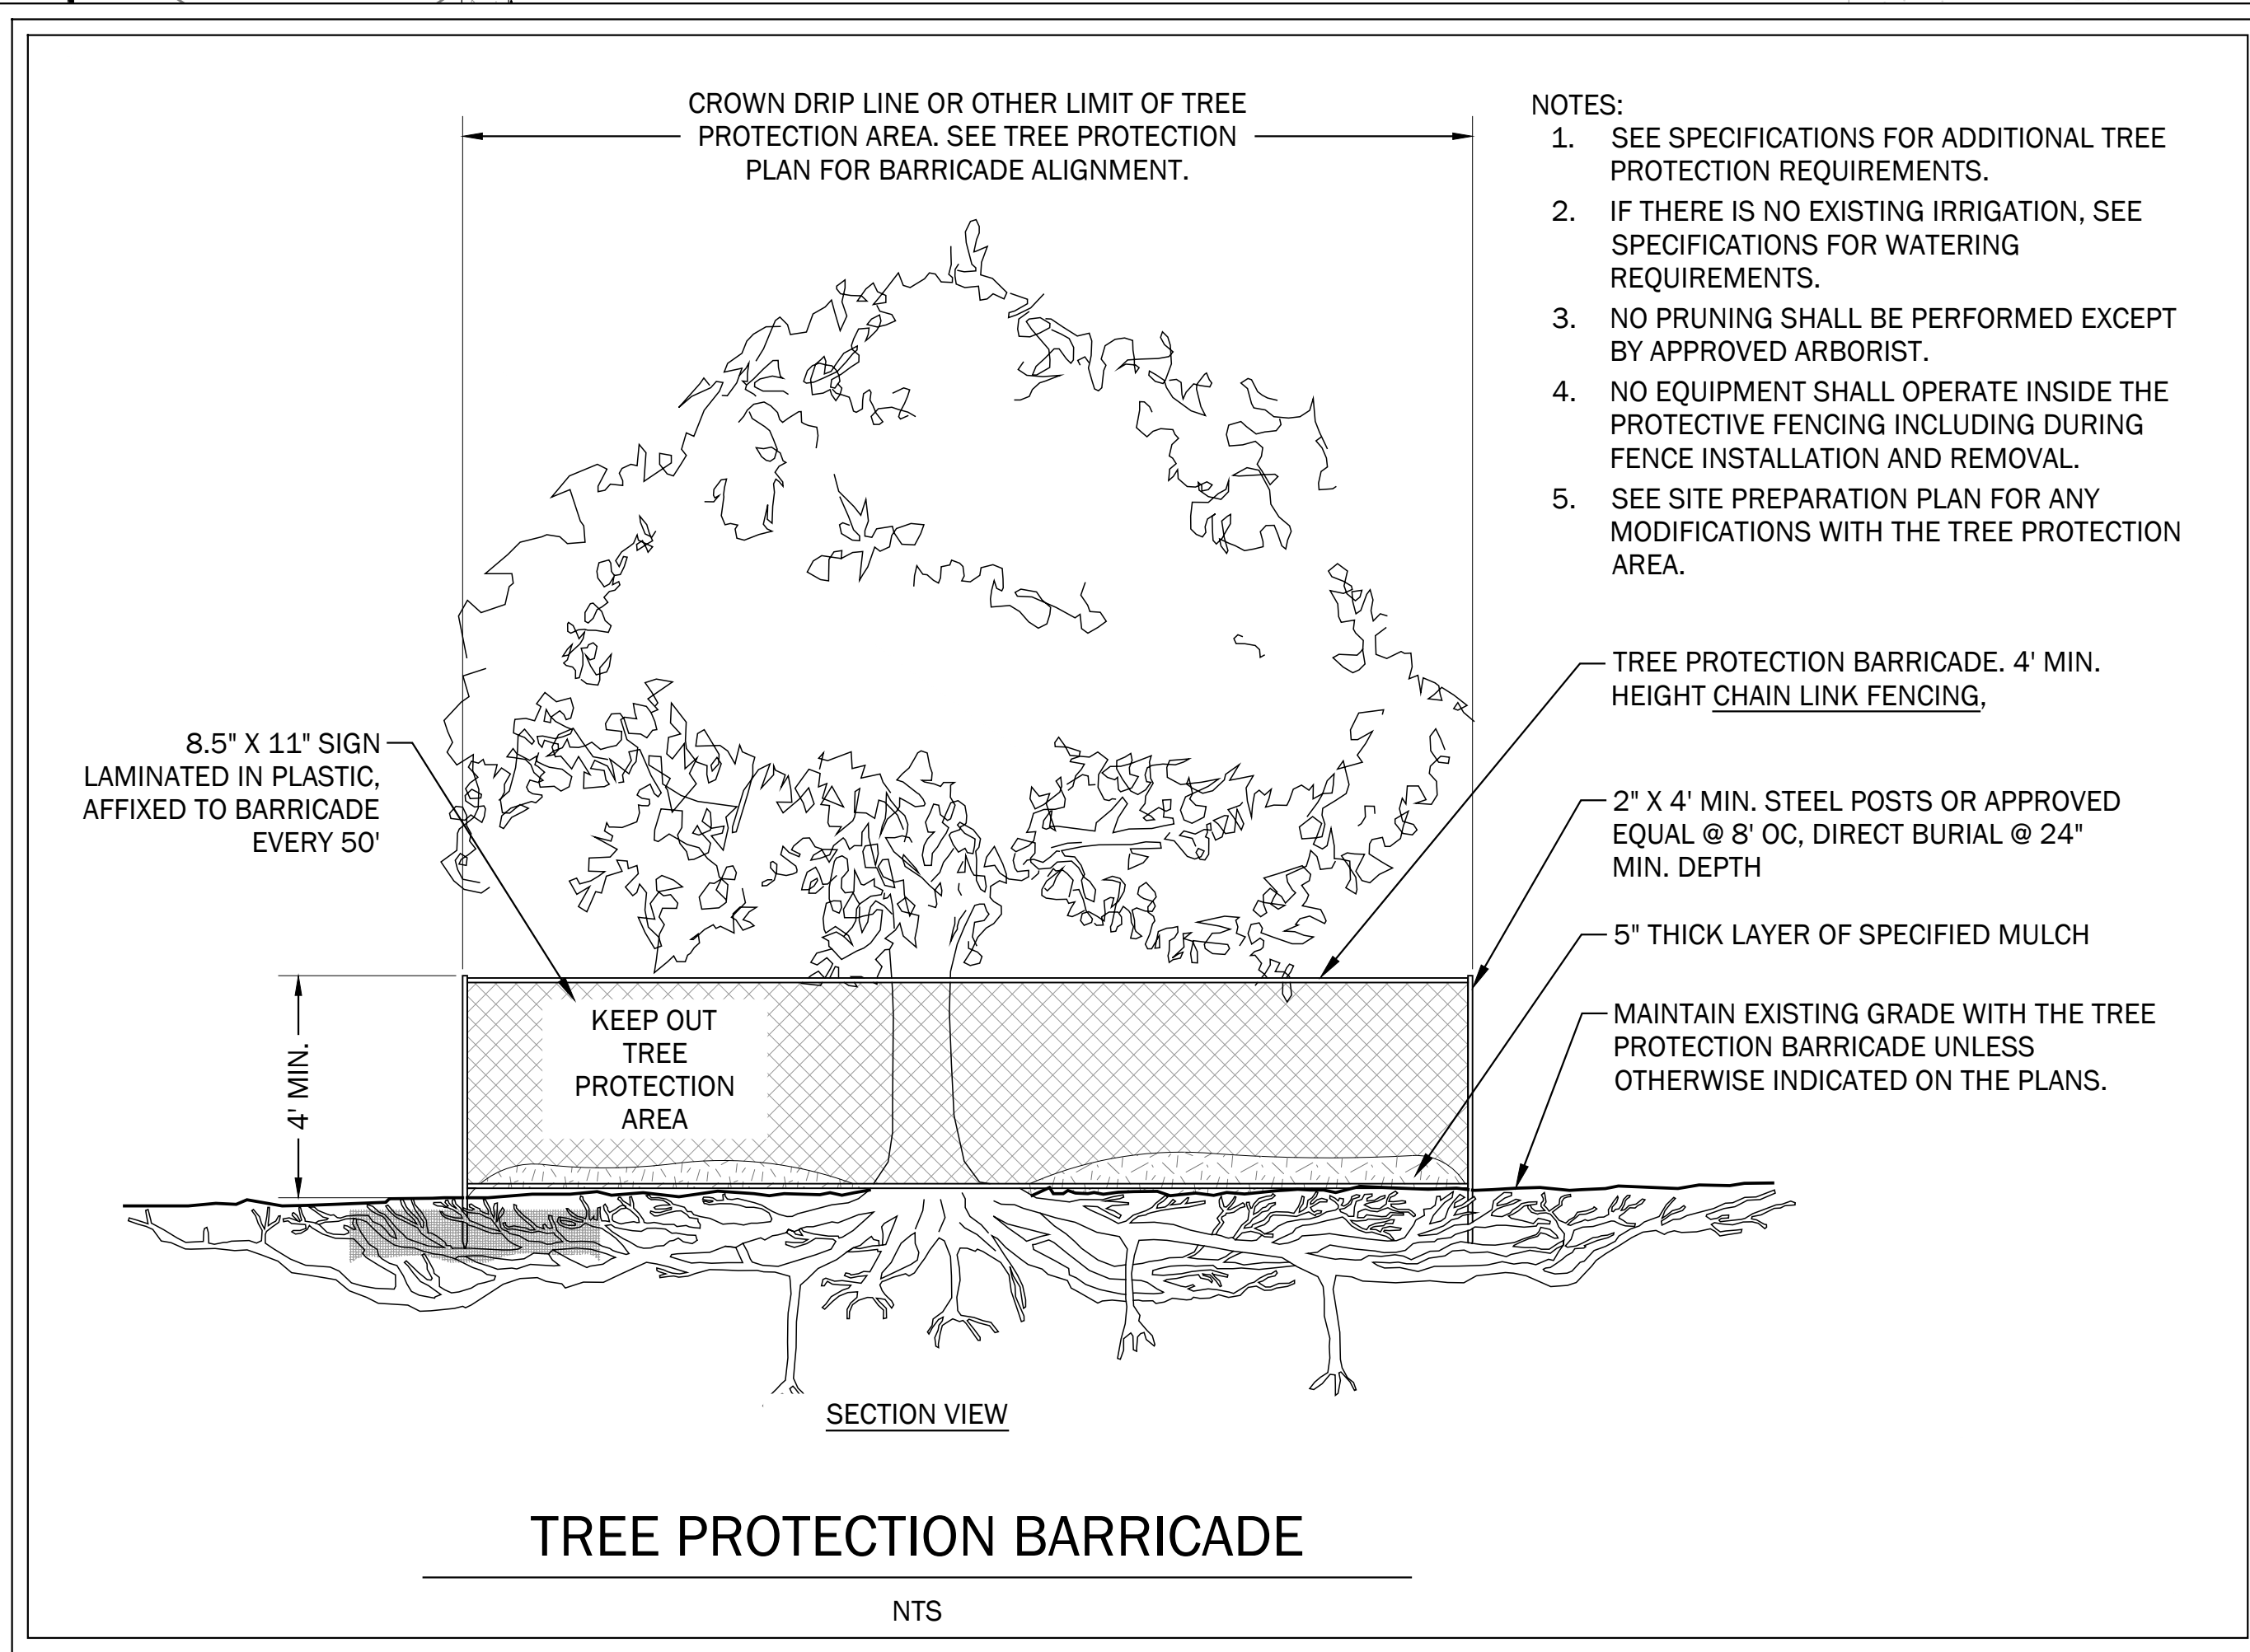 CROWN DRIP LINE OR OTHER LIMIT OF TREE
PROTECTION AREA. SEE TREE PROTECTION
PLAN FOR BARRICADE ALIGNMENT.
NOTES:
1. SEE SPECIFICATIONS FOR ADDITIONAL TREE
PROTECTION REQUIREMENTS.
2. IF THERE IS NO EXISTING IRRIGATION, SEE
SPECIFICATIONS FOR WATERING
REQUIREMENTS.
3. NO PRUNING SHALL BE PERFORMED EXCEPT
BY APPROVED ARBORIST.
4. NO EQUIPMENT SHALL OPERATE INSIDE THE
PROTECTIVE FENCING INCLUDING DURING
FENCE INSTALLATION AND REMOVAL.
5. SEE SITE PREPARATION PLAN FOR ANY
MODIFICATIONS WITH THE TREE PROTECTION
AREA.
TREE PROTECTION BARRICADE. 4' MIN.
HEIGHT CHAIN LINK FENCING,
8.5" X 11" SIGN
LAMINATED IN PLASTIC,
AFFIXED TO BARRICADE
EVERY 50'
2" X 4' MIN. STEEL POSTS OR APPROVED
EQUAL @ 8' OC, DIRECT BURIAL @ 24"
MIN. DEPTH
5" THICK LAYER OF SPECIFIED MULCH
MAINTAIN EXISTING GRADE WITH THE TREE
PROTECTION BARRICADE UNLESS
OTHERWISE INDICATED ON THE PLANS.
KEEP OUT
TREE
PROTECTION
AREA
4' MIN.
SECTION VIEW
TREE PROTECTION BARRICADE
NTS